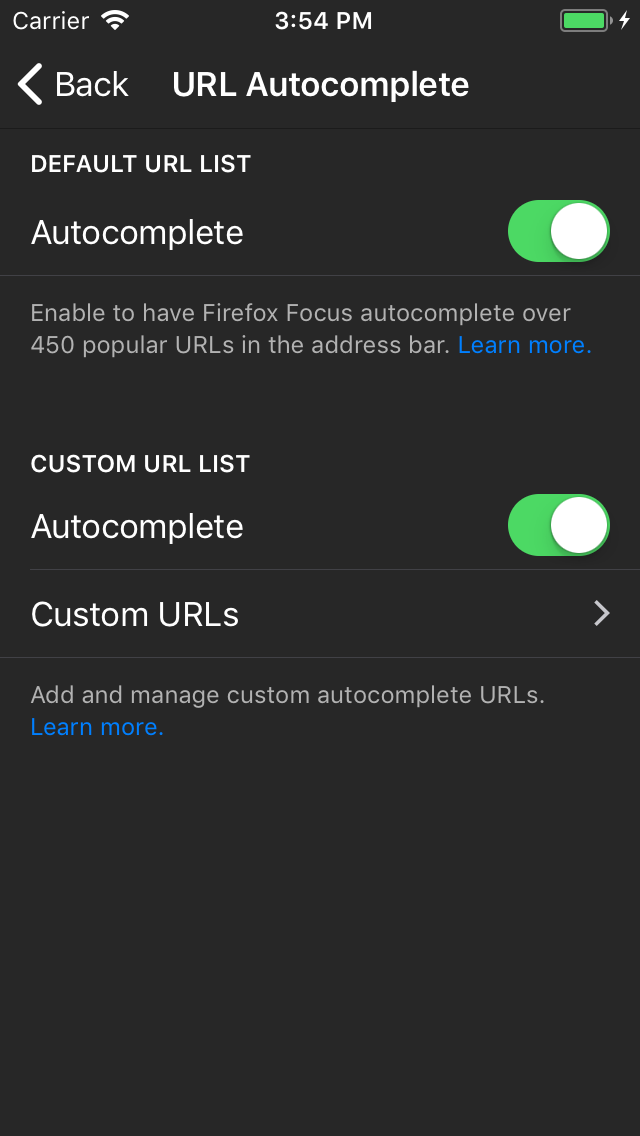 Carrier 3:54 PM
Back URL Autocomplete
DEFAULT URL LIST
Autocomplete
Enable to have Firefox Focus autocomplete over
450 popular URLs in the address bar. Learn more.
CUSTOM URL LIST
Autocomplete
Custom URLs
Add and manage custom autocomplete URLs.
Learn more.